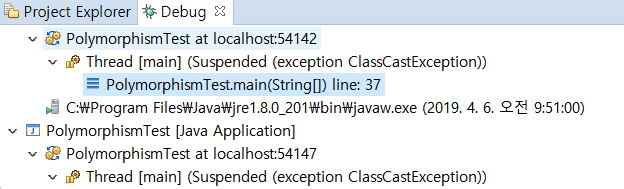 Project Explorer Debug
PolymorphismTest at localhost:54142
Thread [main] (Suspended (exception ClassCastException))
PolymorphismTest.main(String[]) line: 37
C:₩Program Files₩Java₩jre1.8.0_201₩bin₩javaw.exe (2019. 4. 6. 오전 9:51:00)
PolymorphismTest [Java Application]
PolymorphismTest at localhost:54147
Thread [main] (Suspended (exception ClassCastException))